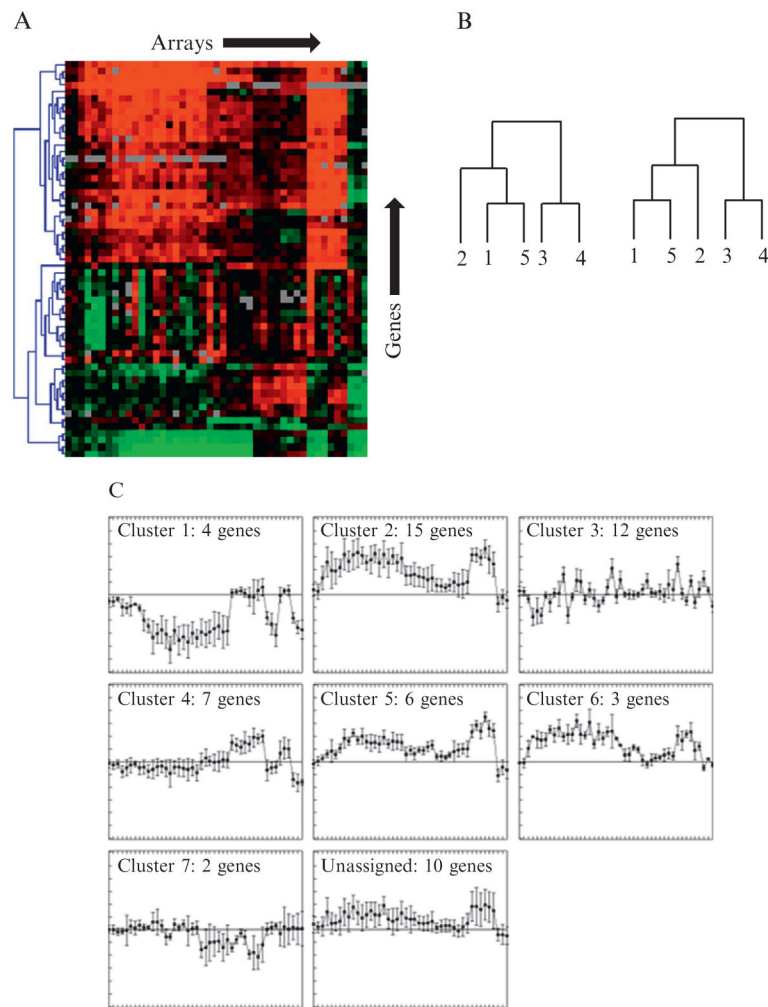 A
B
Arrays
Genes
2 1 5 3 4
1 5 2 3 4
C
Cluster 1: 4 genes
Cluster 2: 15 genes
Cluster 3: 12 genes
Cluster 4: 7 genes
Cluster 5: 6 genes
Cluster 6: 3 genes
Cluster 7: 2 genes
Unassigned: 10 genes